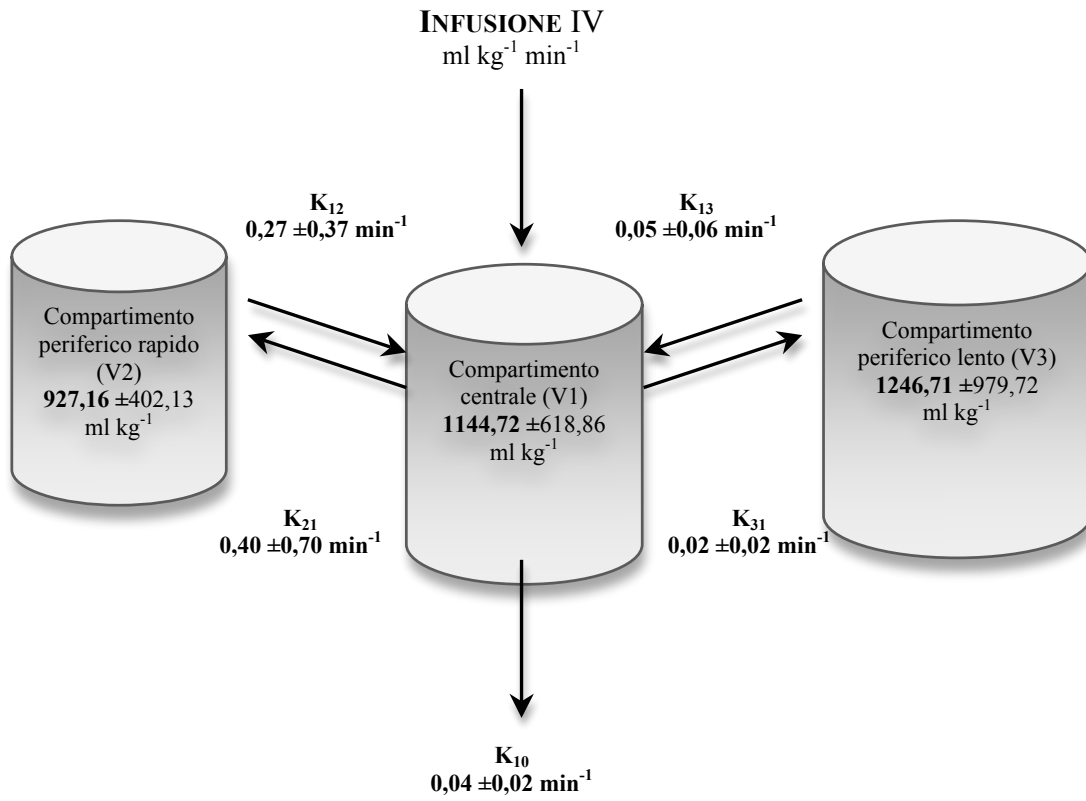 INFUSIONE IV
ml kg⁻¹ min⁻¹
K₁₂
0,27 ±0,37 min⁻¹
K₁₃
0,05 ±0,06 min⁻¹
Compartimento
periferico rapido
(V2)
927,16 ±402,13
ml kg⁻¹
Compartimento
centrale (V1)
1144,72 ±618,86
ml kg⁻¹
Compartimento
periferico lento (V3)
1246,71 ±979,72
ml kg⁻¹
K₂₁
0,40 ±0,70 min⁻¹
K₃₁
0,02 ±0,02 min⁻¹
K₁₀
0,04 ±0,02 min⁻¹